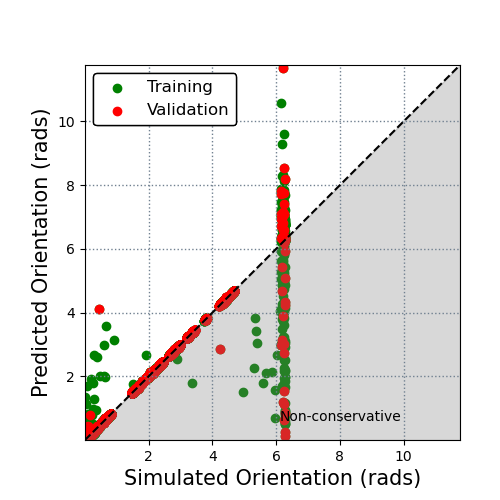 Training
Validation
10
8
6
4
2
Predicted Orientation (rads)
Non-conservative
2
4
6
8
10
Simulated Orientation (rads)